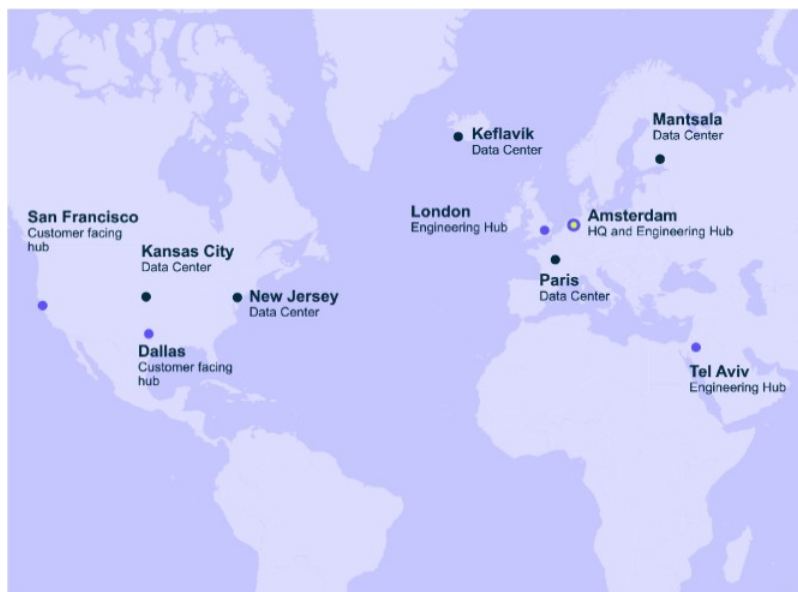 Keflavík
Data Center
Mantsala
Data Center
San Francisco
Customer facing
hub
London
Engineering Hub
Amsterdam
HQ and Engineering Hub
Kansas City
Data Center
New Jersey
Data Center
Paris
Data Center
Dallas
Customer facing
hub
Tel Aviv
Engineering Hub